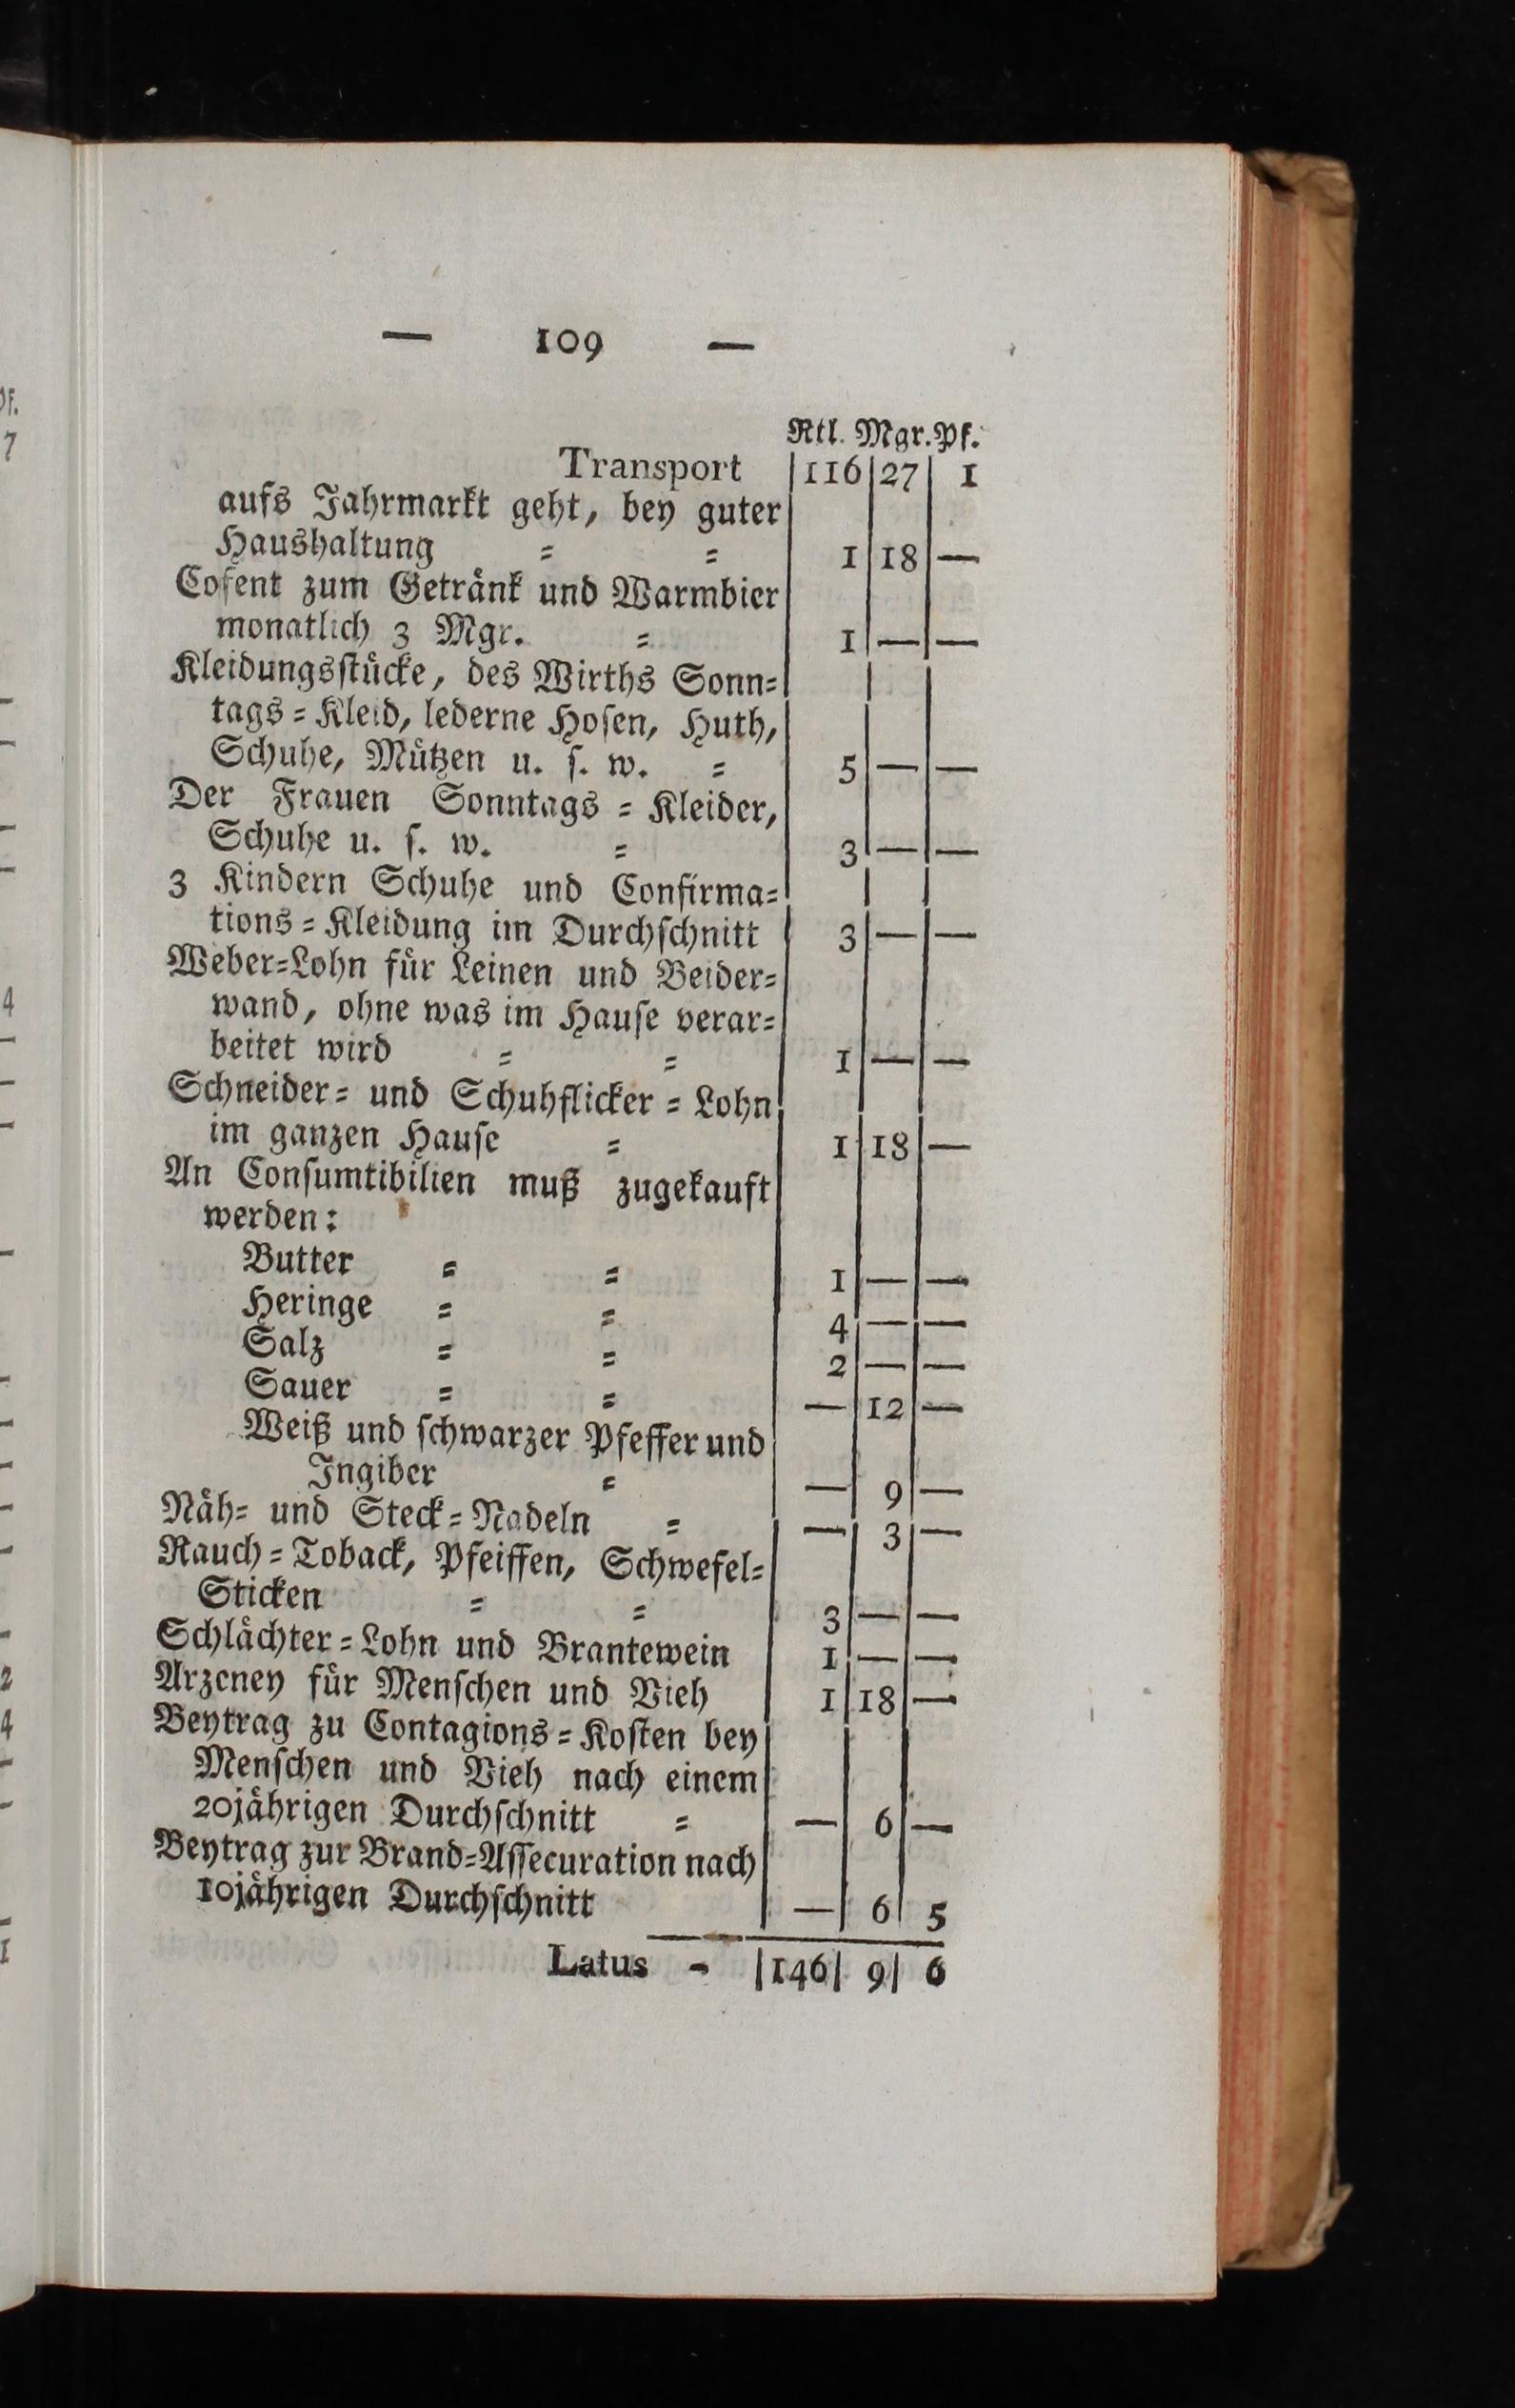 — 109 —
Rtl. Mgr. Pf.
Transport |116|27| 1
aufs Jahrmarkt geht, bey guter
Haushaltung = = 1|18|—
Cofent zum Getränk und Warmbier
monatlich 3 Mgr. = 1|—|—
Kleidungsstücke, des Wirths Sonn=
tags=Kleid, lederne Hosen, Huth,
Schuhe, Mützen u. s. w. = 5|—|—
Der Frauen Sonntags = Kleider,
Schuhe u. s. w. = 3|—|—
3 Kindern Schuhe und Confirma=
tions=Kleidung im Durchschnitt 3|—|—
Weber=Lohn für Leinen und Beider=
wand, ohne was im Hause verar=
beitet wird = = 1|—|—
Schneider= und Schuhflicker=Lohn
im ganzen Hause = 1|18|—
An Consumtibilien muß zugekauft
werden:
Butter = = 1|—|—
Heringe = = 4|—|—
Salz = = 2|—|—
Sauer = = —|12|—
Weiß und schwarzer Pfeffer und
Ingiber = —| 9|—
Näh= und Steck=Nadeln = —| 3|—
Rauch=Toback, Pfeiffen, Schwefel=
Sticken = = 3|—|—
Schlächter=Lohn und Brantewein 1|—|—
Arzeney für Menschen und Vieh 1|18|—
Beytrag zu Contagions=Kosten bey
Menschen und Vieh nach einem
20jährigen Durchschnitt = —| 6|—
Beytrag zur Brand=Assecuration nach
10jährigen Durchschnitt —| 6| 5
Latus - |146| 9| 6